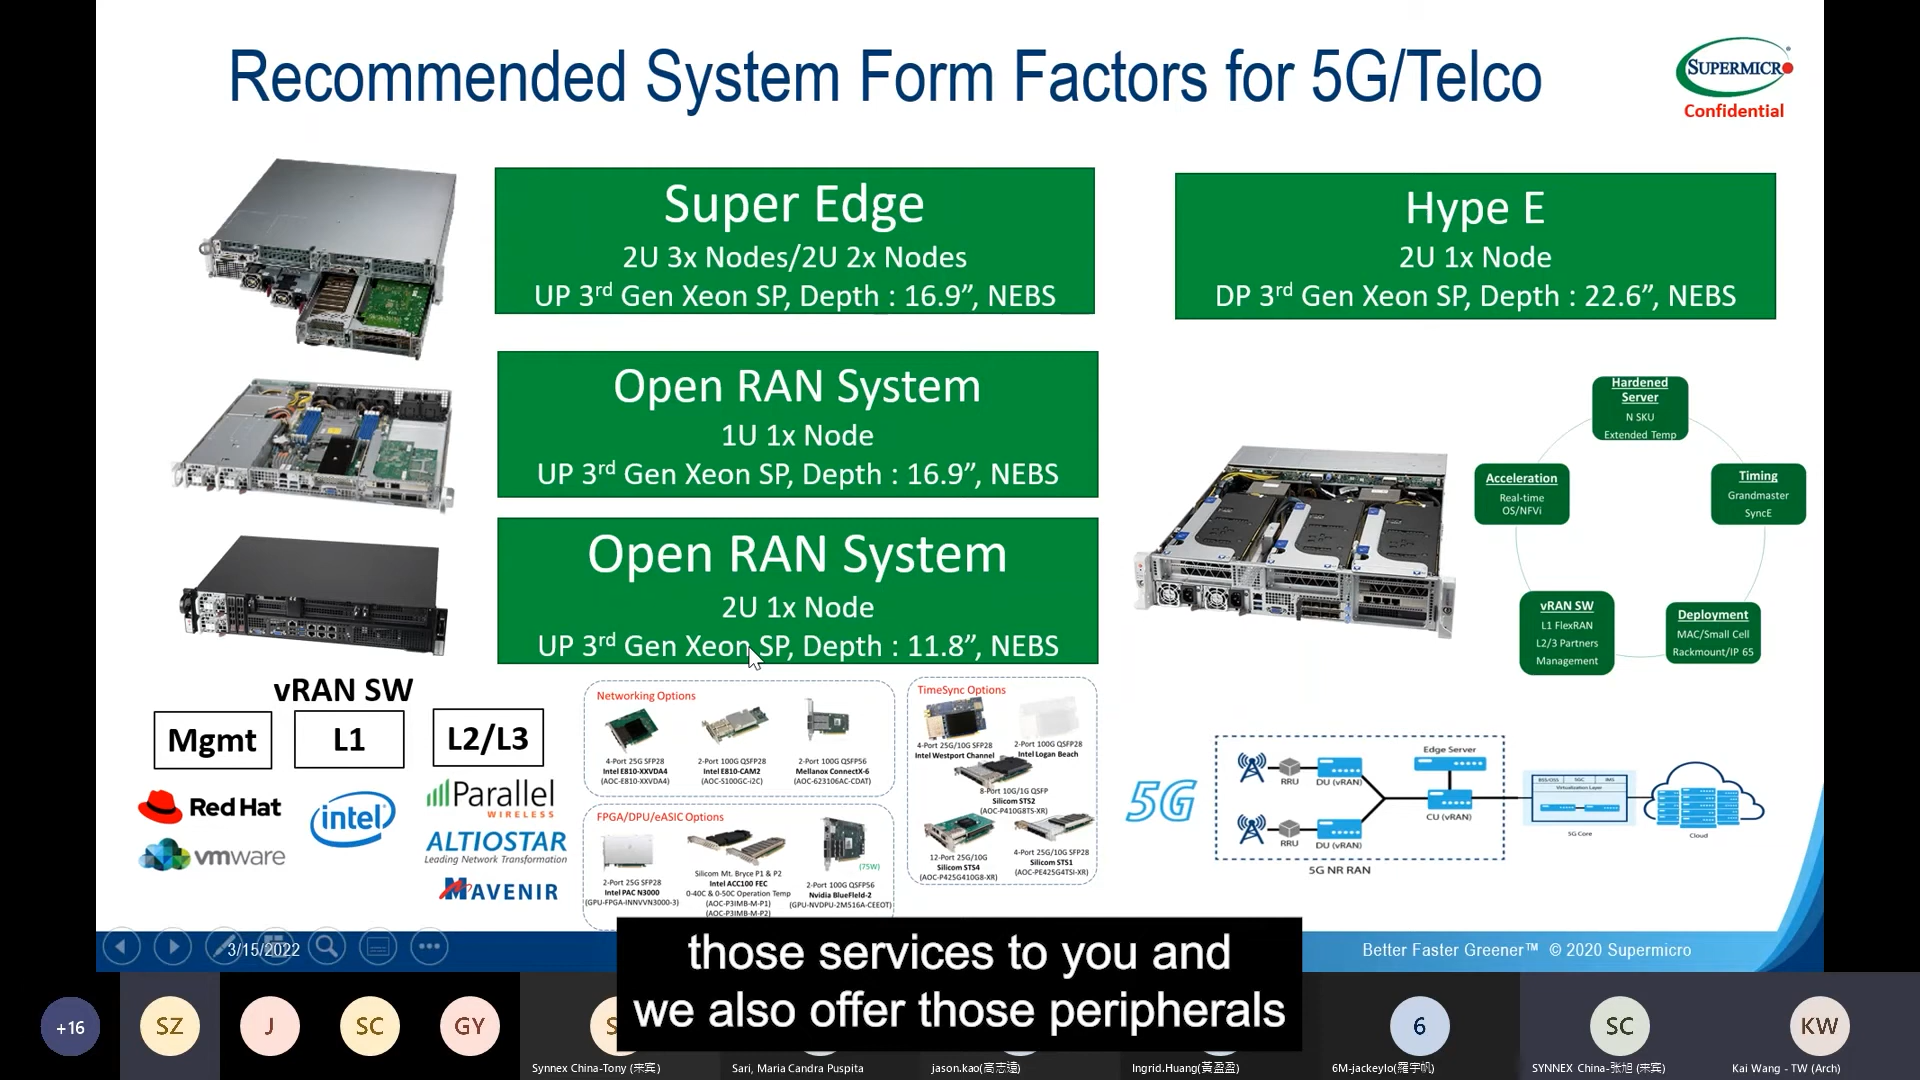 Recommended System Form Factors for 5G/Telco
SUPERMICRO
Confidential
Super Edge
2U 3x Nodes/2U 2x Nodes
UP 3rd Gen Xeon SP, Depth : 16.9”, NEBS
Hype E
2U 1x Node
DP 3rd Gen Xeon SP, Depth : 22.6”, NEBS
Open RAN System
1U 1x Node
UP 3rd Gen Xeon SP, Depth : 16.9”, NEBS
Open RAN System
2U 1x Node
UP 3rd Gen Xeon SP, Depth : 11.8”, NEBS
Hardened
Server
N SKU
Extended Temp
Acceleration
Real-time
OS/NFVi
Timing
Grandmaster
SyncE
vRAN SW
L1 FlexRAN
L2/3 Partners
Management
Deployment
MAC/Small Cell
Rackmount/IP 65
vRAN SW
Mgmt
L1
L2/L3
Red Hat
vmware
intel
Parallel
WIRELESS
ALTIOSTAR
Leading Network Transformation
MAVENIR
Networking Options
4-Port 25G SFP28
Intel E810-XXVDA4
(AOC-E810-XXVDA4)
2-Port 100G QSFP28
Intel E810-CAM2
(AOC-S100GC-i2C)
2-Port 100G QSFP56
Mellanox ConnectX-6
(AOC-623106AC-CDAT)
FPGA/DPU/eASIC Options
2-Port 25G SFP28
Intel PAC N3000
(GPU-FPGA-INNVVN3000-3)
Silicom Mt. Bryce P1 & P2
Intel ACC100 FEC
0-40C & 0-50C Operation Temp
(AOC-P3IMB-M-P1)
(AOC-P3IMB-M-P2)
(75W)
2-Port 100G QSFP56
Nvidia BlueField-2
(GPU-NVDPU-2MS16A-CEEOT)
TimeSync Options
4-Port 25G/10G SFP28
Intel Westport Channel
2-Port 100G QSFP28
Intel Logan Beach
8-Port 10G/1G QSFP
Silicom STS2
(AOC-P410G8TS-XR)
12-Port 25G/10G
Silicom STS4
(AOC-P425G410G8-XR)
4-Port 25G/10G SFP28
Silicom STS1
(AOC-PE425G4TSI-XR)
5G
RRU
DU (vRAN)
RRU
DU (vRAN)
Edge Server
CU (vRAN)
5G NR RAN
BSS/OSS
5GC
IMS
Virtualization Layer
5G Core
Cloud
3/15/2022
Better Faster Greener™ © 2020 Supermicro
those services to you and
we also offer those peripherals
+16
SZ
J
SC
GY
S
6
SC
KW
Synnex China-Tony (宋宾)
Sari, Maria Candra Puspita
jason.kao(高志遠)
Ingrid.Huang(黃盈盈)
6M-jackeylo(羅宇帆)
SYNNEX China-张旭 (宋宾)
Kai Wang - TW (Arch)